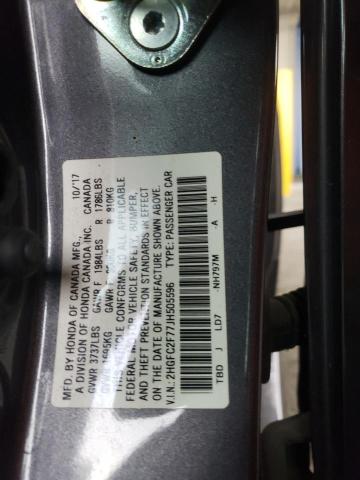 MFD. BY HONDA OF CANADA MFG., 10/'17
A DIVISION OF HONDA CANADA INC. CANADA
GVWR 3737LBS GAWR F 1984LBS R 1786LBS
GVWR 1695KG GAWR F R 810KG
THIS VEHICLE CONFORMS TO ALL APPLICABLE
FEDERAL MOTOR VEHICLE SAFETY, BUMPER,
AND THEFT PREVENTION STANDARDS IN EFFECT
ON THE DATE OF MANUFACTURE SHOWN ABOVE.
V.I.N.: 2HGFC2F77JH505596 TYPE: PASSENGER CAR
TBD J LD7 -NH797M -A -H